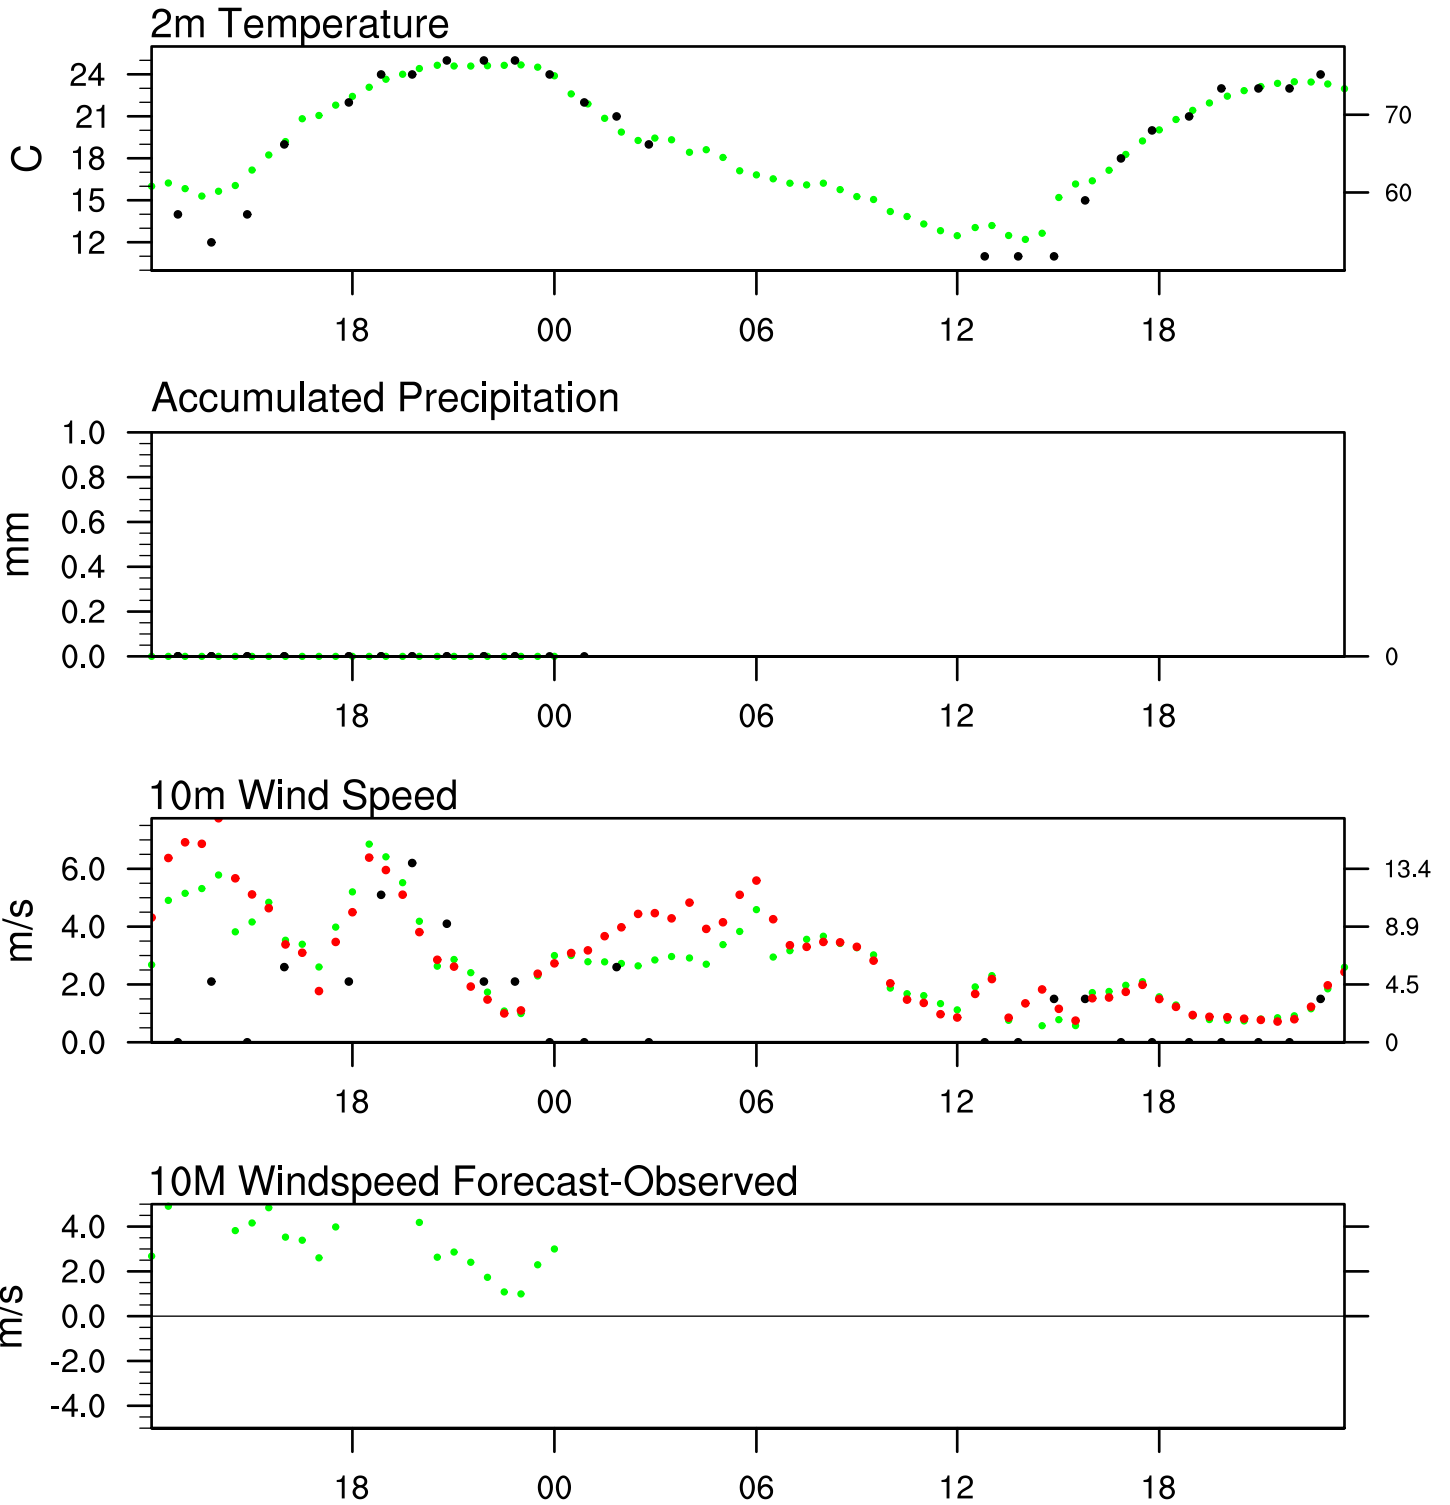 2m Temperature
24
21
18
15
12
C
70
60
18 00 06 12 18
Accumulated Precipitation
1.0
0.8
0.6
0.4
0.2
0.0
mm
0
18 00 06 12 18
10m Wind Speed
6.0
4.0
2.0
0.0
m/s
13.4
8.9
4.5
0
18 00 06 12 18
10M Windspeed Forecast-Observed
4.0
2.0
0.0
-2.0
-4.0
m/s
18 00 06 12 18